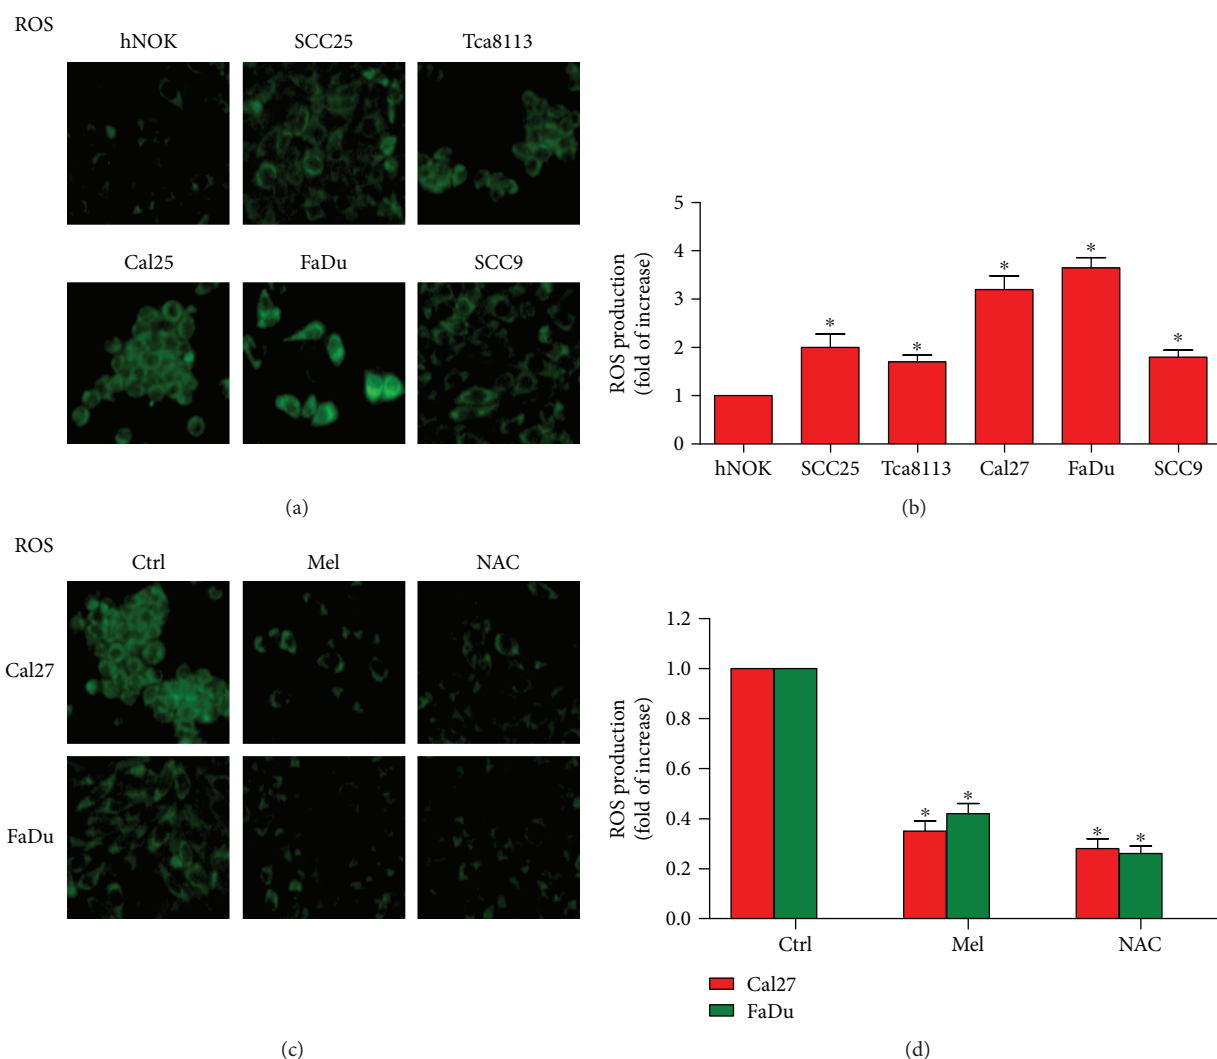 ROS
hNOK SCC25 Tca8113
Cal25 FaDu SCC9
(a)
ROS production
(fold of increase)
5
4
3
2
1
0
* * * * *
hNOK SCC25 Tca8113 Cal27 FaDu SCC9
(b)
ROS
Ctrl Mel NAC
Cal27
FaDu
(c)
ROS production
(fold of increase)
1.2
1.0
0.8
0.6
0.4
0.2
0.0
* * * *
Ctrl Mel NAC
Cal27
FaDu
(d)